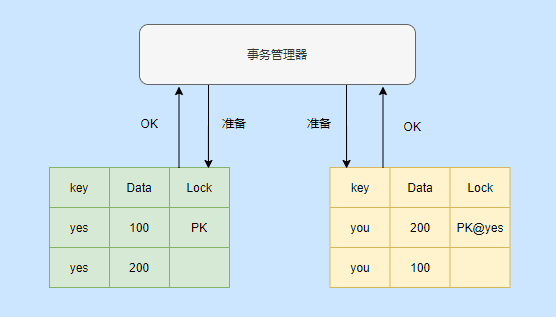 事务管理器
OK 准备 准备 OK
key Data Lock
yes 100 PK
yes 200
key Data Lock
you 200 PK@yes
you 100